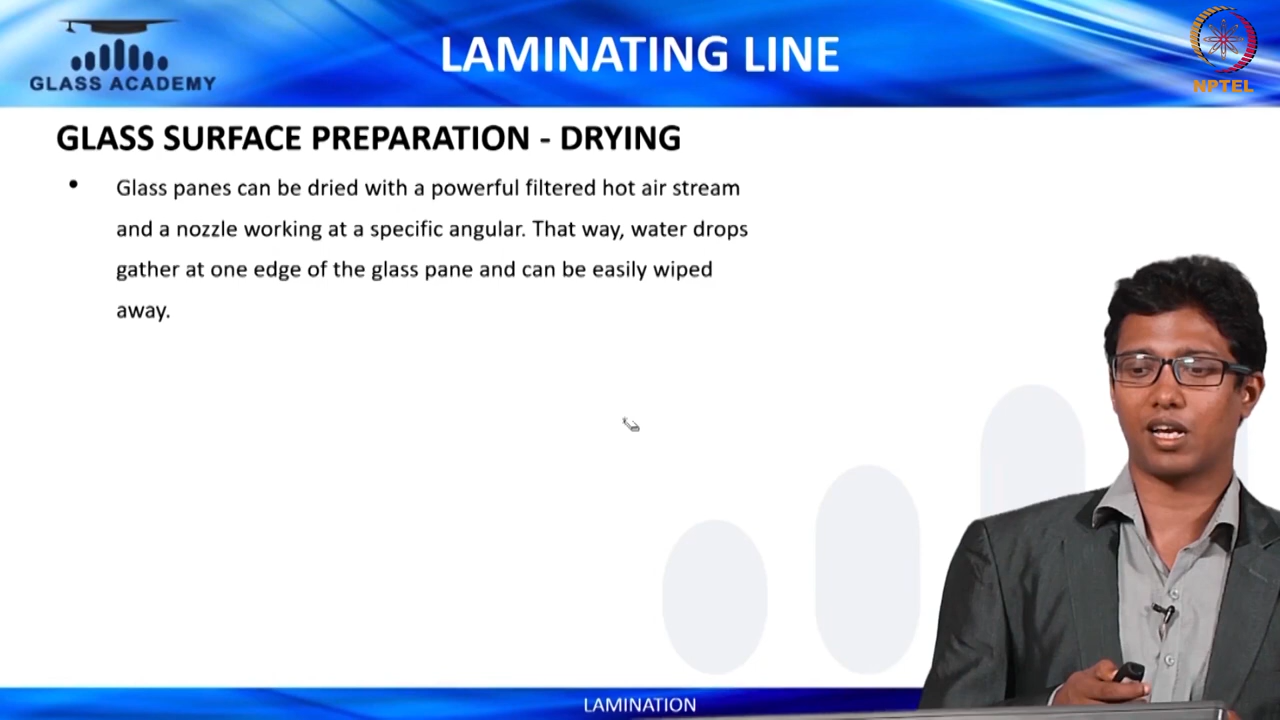 GLASS ACADEMY
LAMINATING LINE
NPTEL
GLASS SURFACE PREPARATION - DRYING
• Glass panes can be dried with a powerful filtered hot air stream
and a nozzle working at a specific angular. That way, water drops
gather at one edge of the glass pane and can be easily wiped
away.
LAMINATION